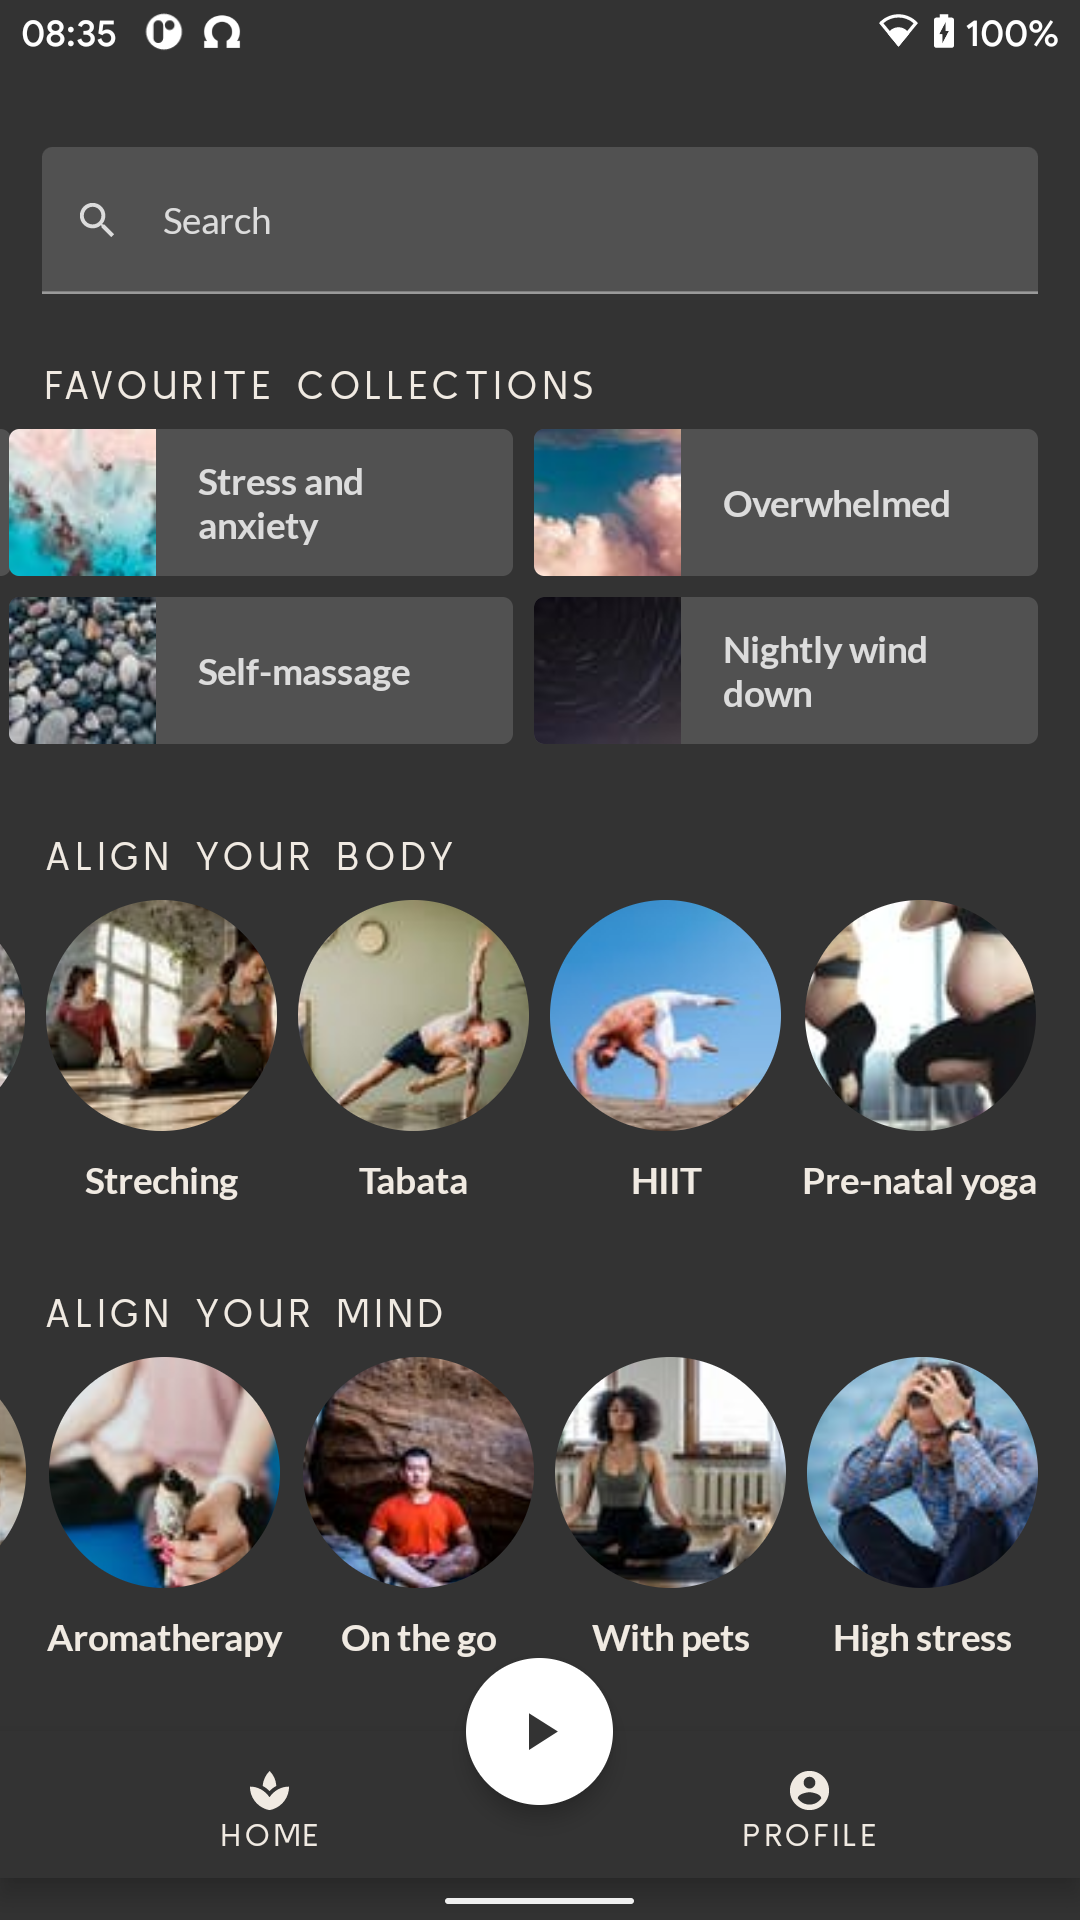 08:35
100%
Search
FAVOURITE COLLECTIONS
Stress and
anxiety
Overwhelmed
Self-massage
Nightly wind
down
ALIGN YOUR BODY
Streching
Tabata
HIIT
Pre-natal yoga
ALIGN YOUR MIND
Aromatherapy
On the go
With pets
High stress
HOME
PROFILE